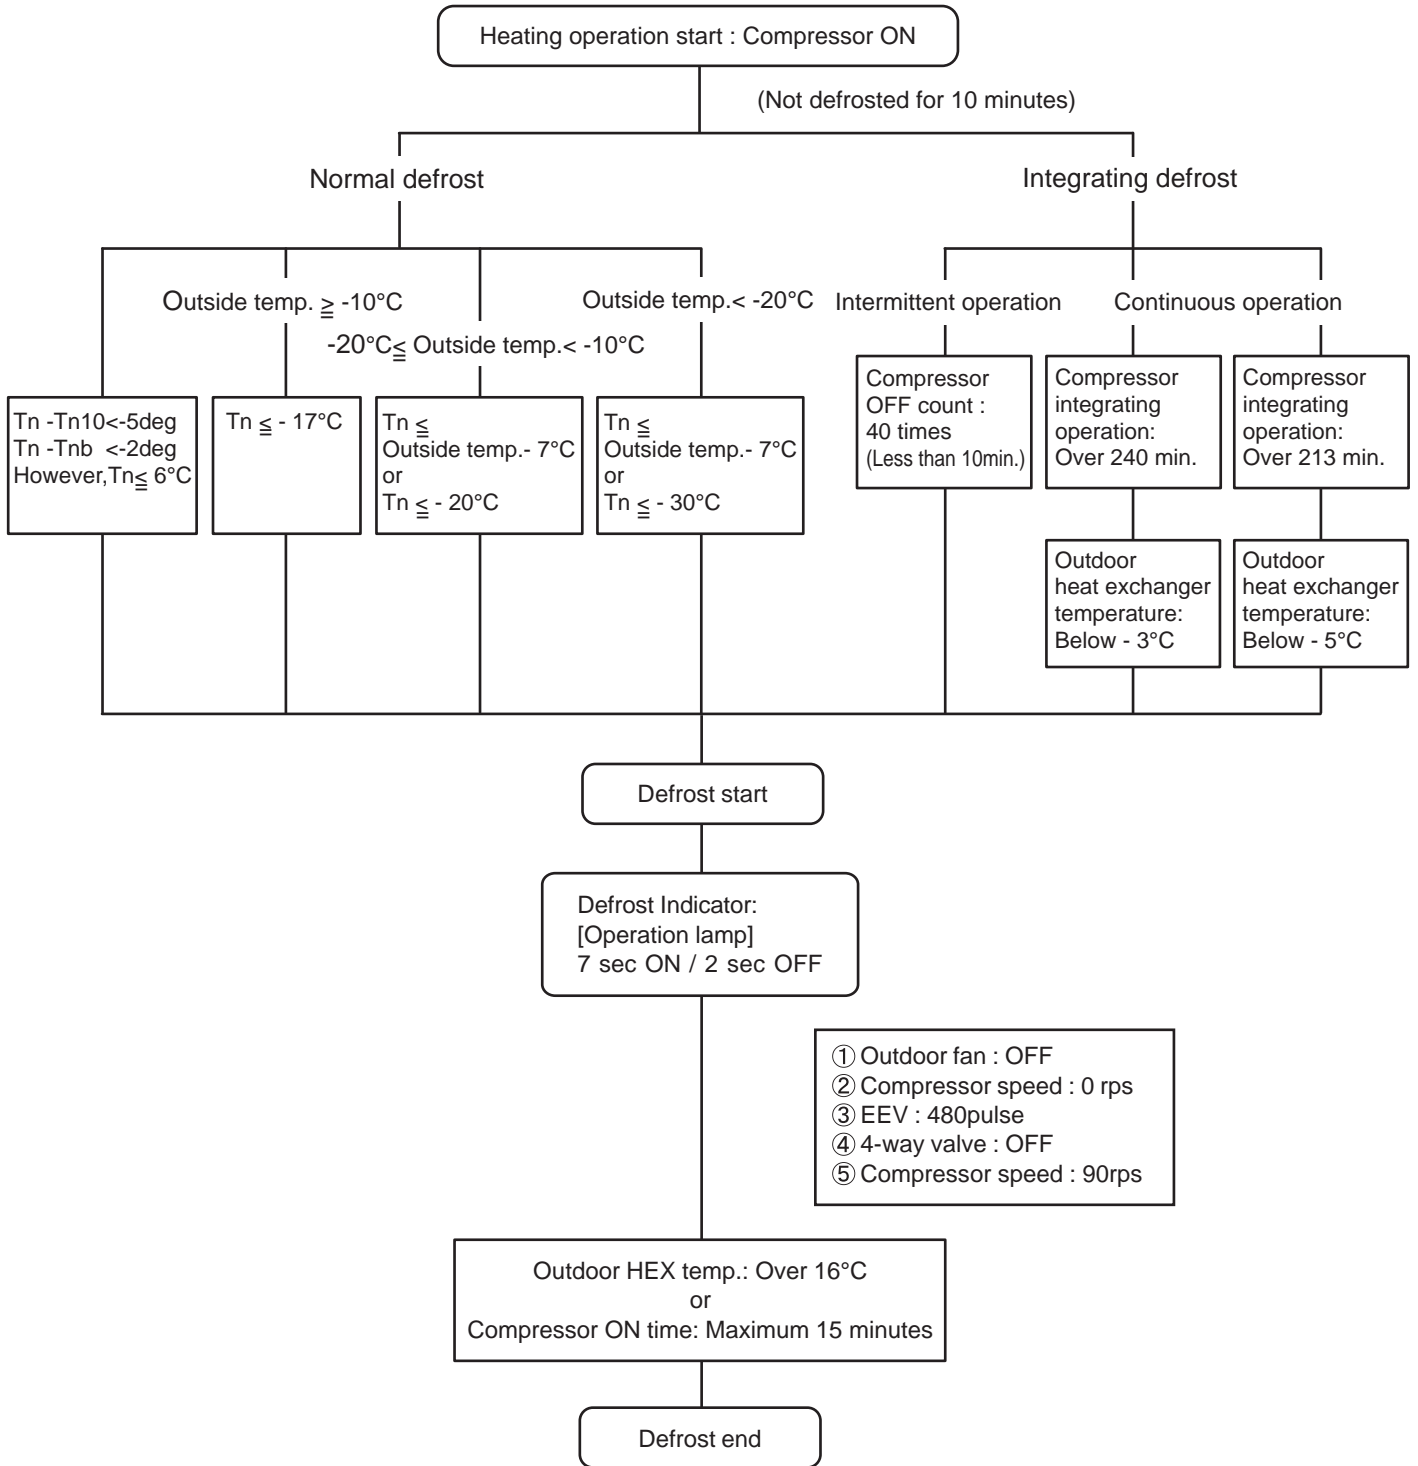 Heating operation start : Compressor ON
(Not defrosted for 10 minutes)
Normal defrost
Integrating defrost
Outside temp. ≧ -10°C
Outside temp.< -20°C
Intermittent operation
Continuous operation
-20°C≦ Outside temp.< -10°C
Tn -Tn10<-5deg
Tn -Tnb <-2deg
However,Tn≦ 6°C
Tn ≦ - 17°C
Tn ≦
Outside temp.- 7°C
or
Tn ≦ - 20°C
Tn ≦
Outside temp.- 7°C
or
Tn ≦ - 30°C
Compressor
OFF count :
40 times
(Less than 10min.)
Compressor
integrating
operation:
Over 240 min.
Compressor
integrating
operation:
Over 213 min.
Outdoor
heat exchanger
temperature:
Below - 3°C
Outdoor
heat exchanger
temperature:
Below - 5°C
Defrost start
Defrost Indicator:
[Operation lamp]
7 sec ON / 2 sec OFF
① Outdoor fan : OFF
② Compressor speed : 0 rps
③ EEV : 480pulse
④ 4-way valve : OFF
⑤ Compressor speed : 90rps
Outdoor HEX temp.: Over 16°C
or
Compressor ON time: Maximum 15 minutes
Defrost end